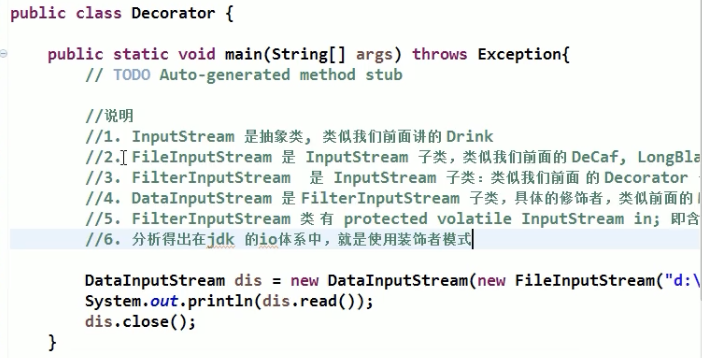 public class Decorator {
public static void main(String[] args) throws Exception{
// TODO Auto-generated method stub
//说明
//1. InputStream 是抽象类, 类似我们前面讲的 Drink
//2. FileInputStream 是 InputStream 子类，类似我们前面的 DeCaf, LongBla
//3. FilterInputStream 是 InputStream 子类：类似我们前面 的 Decorator
//4. DataInputStream 是 FilterInputStream 子类，具体的修饰者，类似前面的
//5. FilterInputStream 类 有 protected volatile InputStream in; 即含
//6. 分析得出在jdk 的io体系中，就是使用装饰者模式
DataInputStream dis = new DataInputStream(new FileInputStream("d:\
System.out.println(dis.read());
dis.close();
}